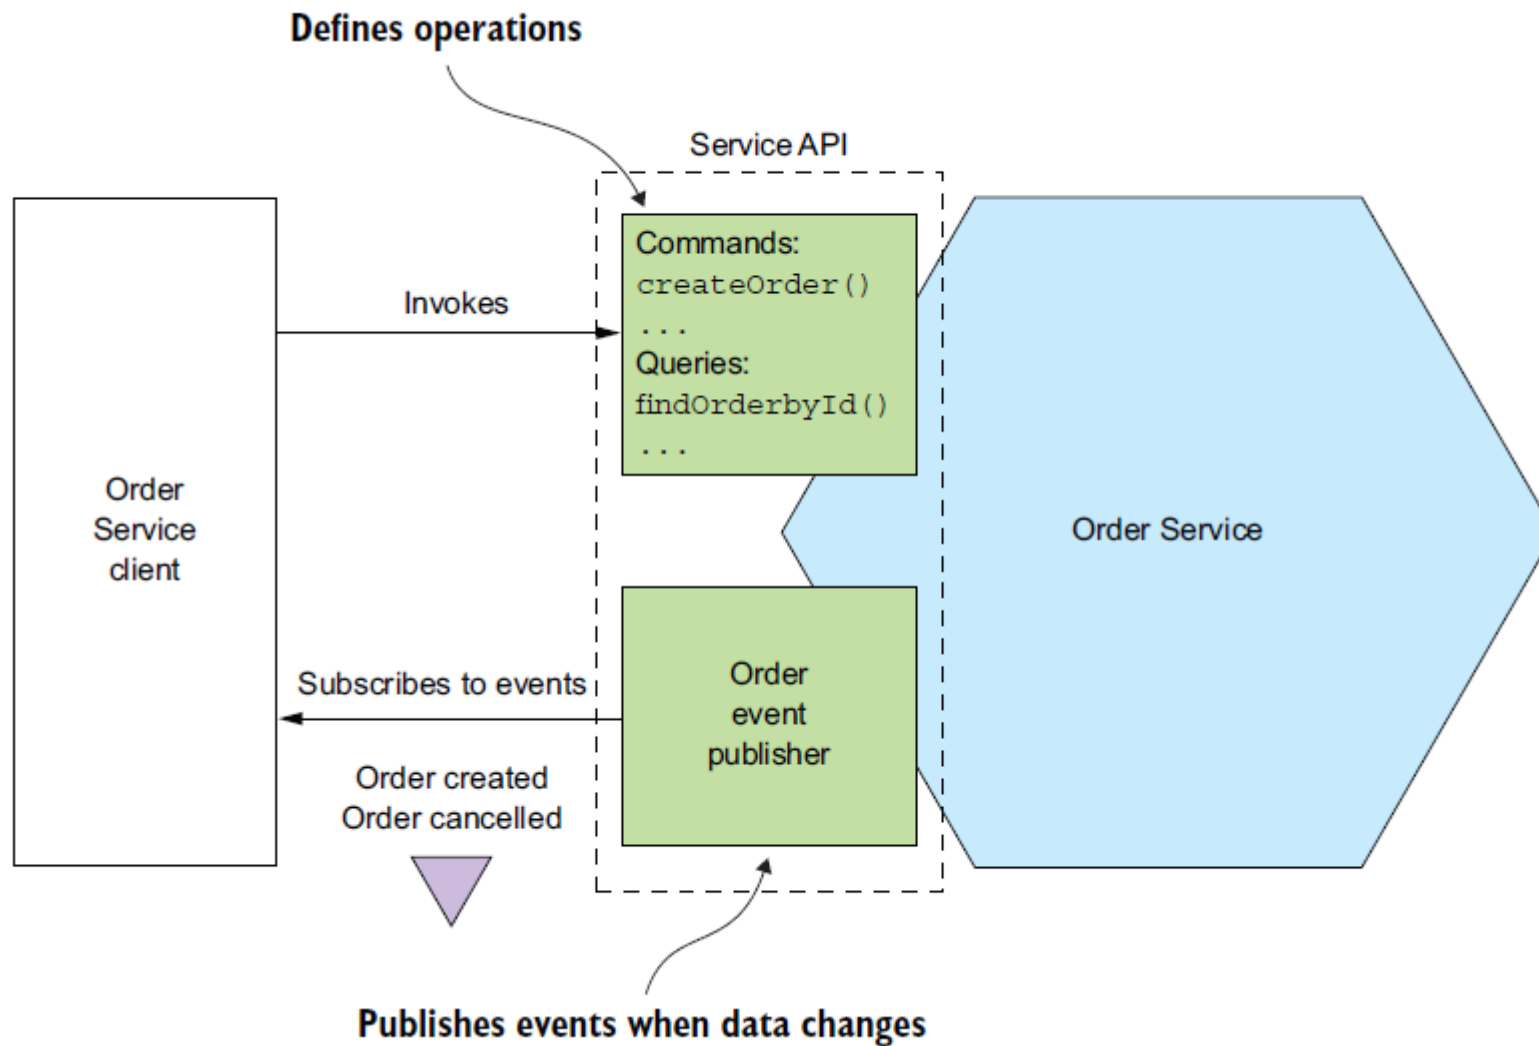 Defines operations
Service API
Commands:
createOrder()
...
Queries:
findOrderbyId()
...
Invokes
Order
Service
client
Order Service
Subscribes to events
Order
event
publisher
Order created
Order cancelled
Publishes events when data changes